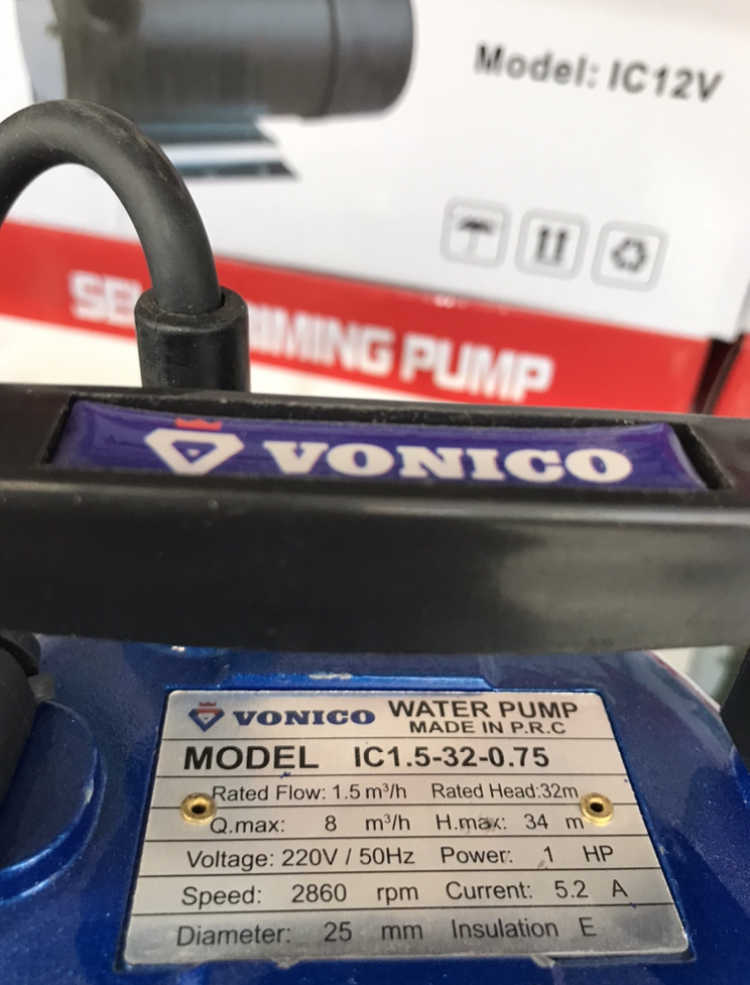 Model: IC12V
PUMP
VONICO
VONICO WATER PUMP
MADE IN P.R.C
MODEL IC1.5-32-0.75
Rated Flow: 1.5 m³/h Rated Head:32m
Q.max: 8 m³/h H.max: 34 m
Voltage: 220V / 50Hz Power: 1 HP
Speed: 2860 rpm Current: 5.2 A
Diameter: 25 mm Insulation E